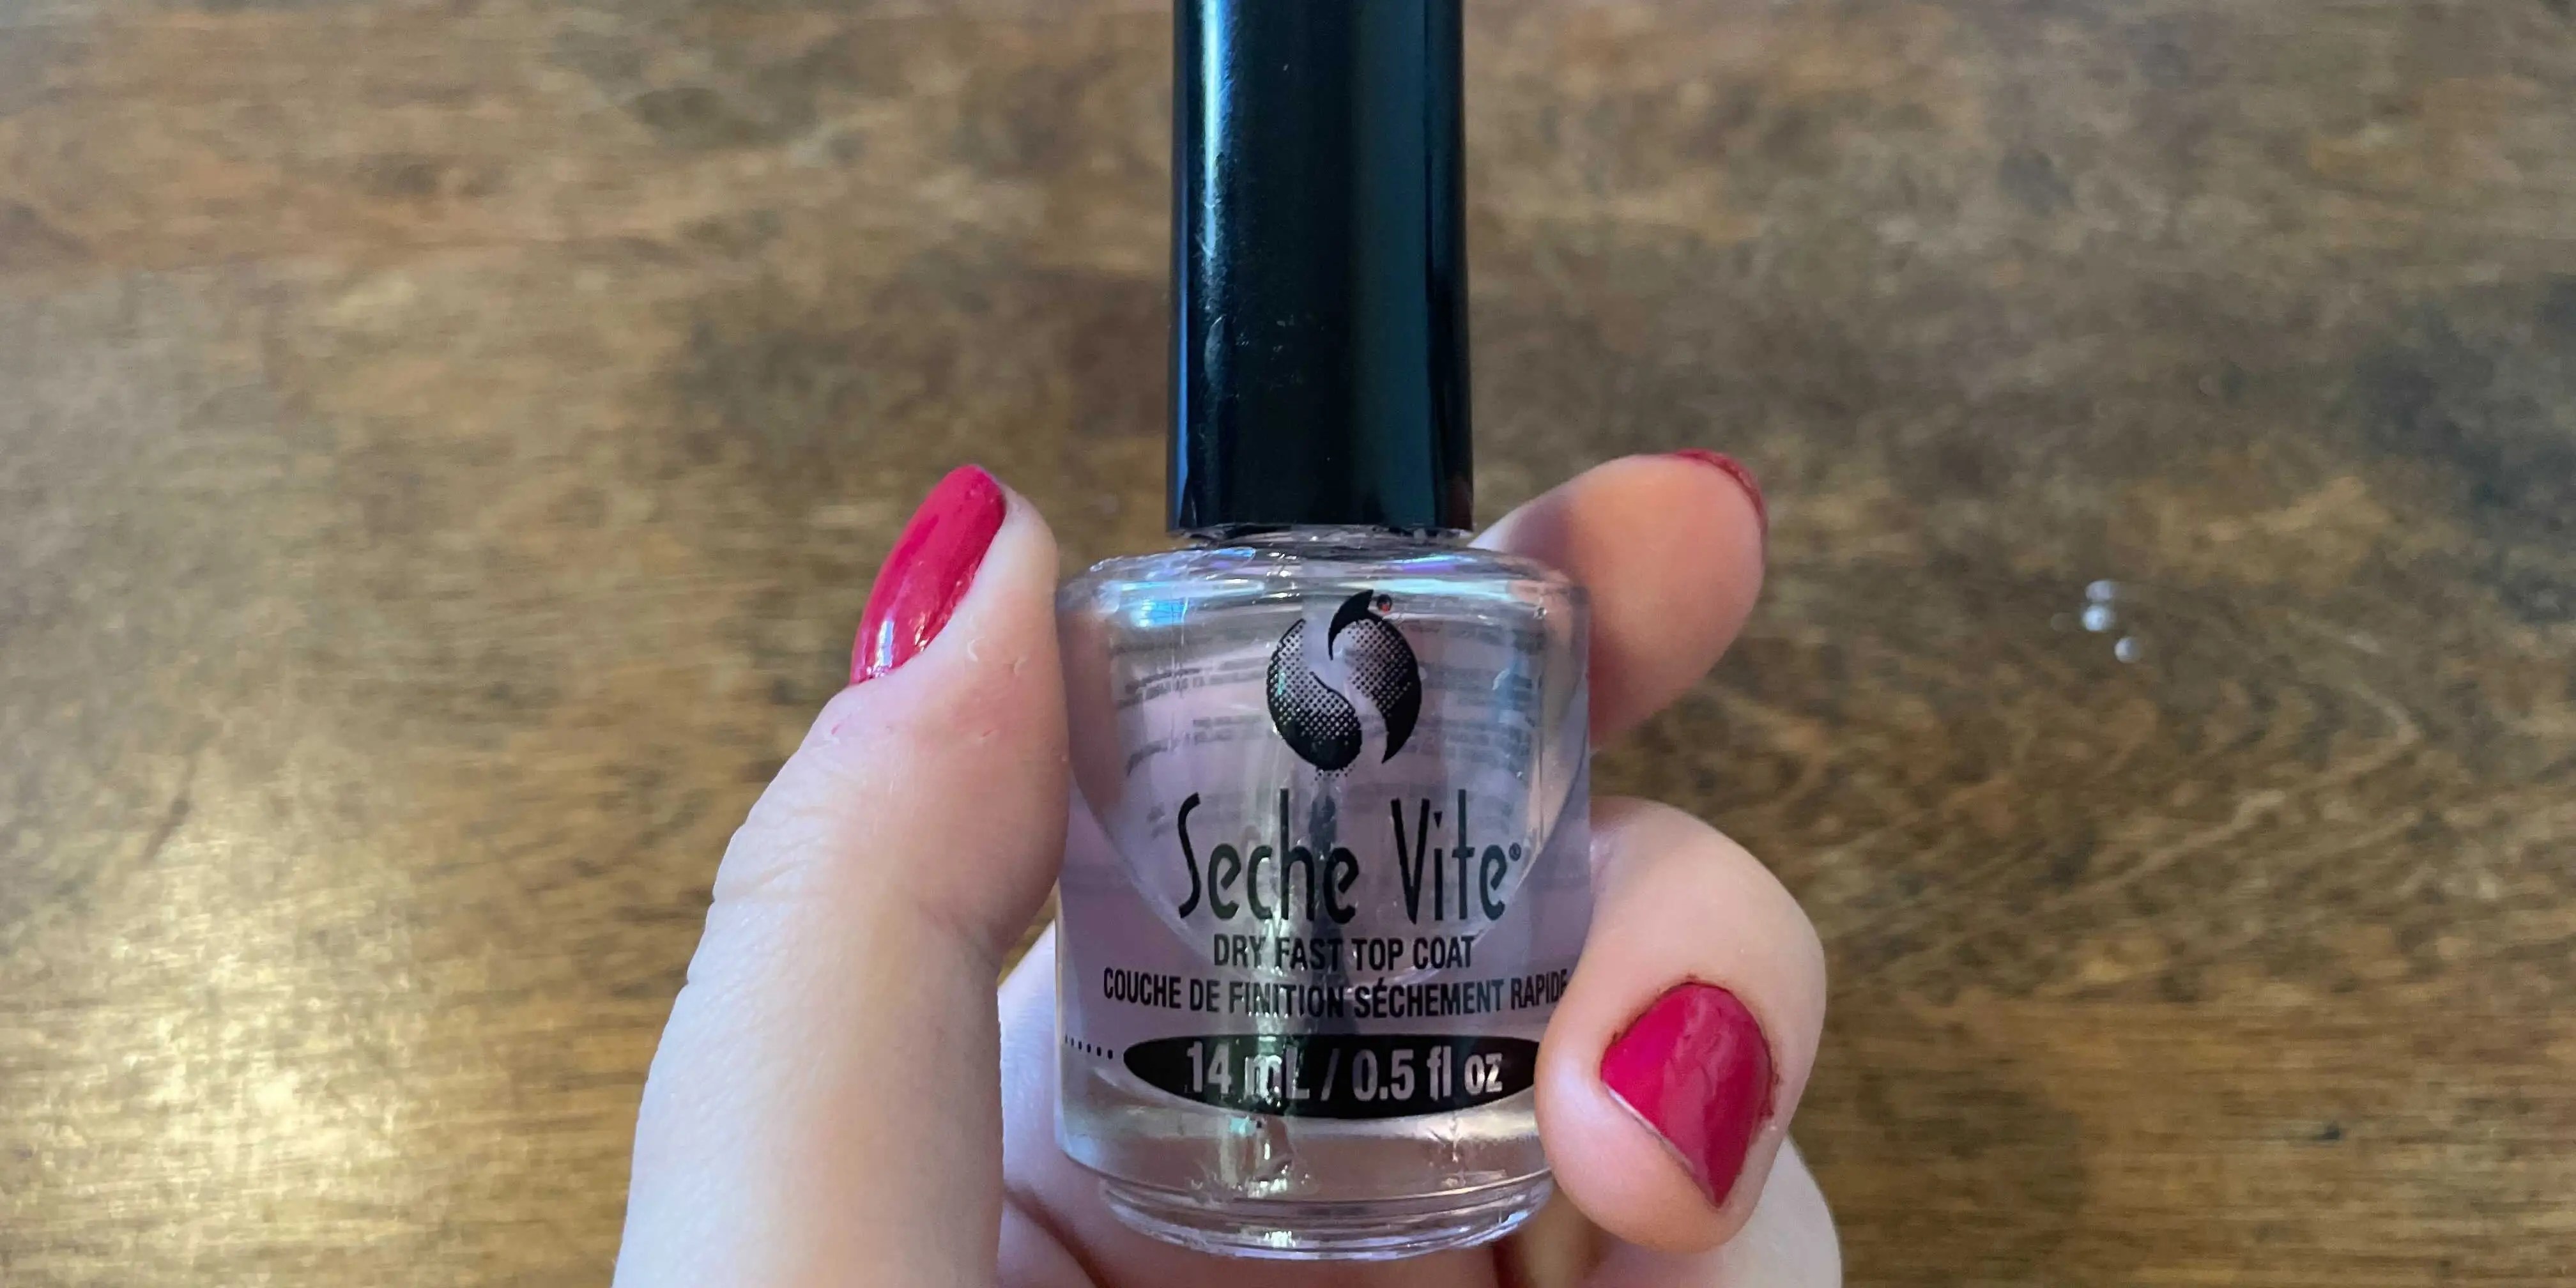 Seche Vite®
DRY FAST TOP COAT
COUCHE DE FINITION SÉCHEMENT RAPIDE
14 mL / 0.5 fl oz